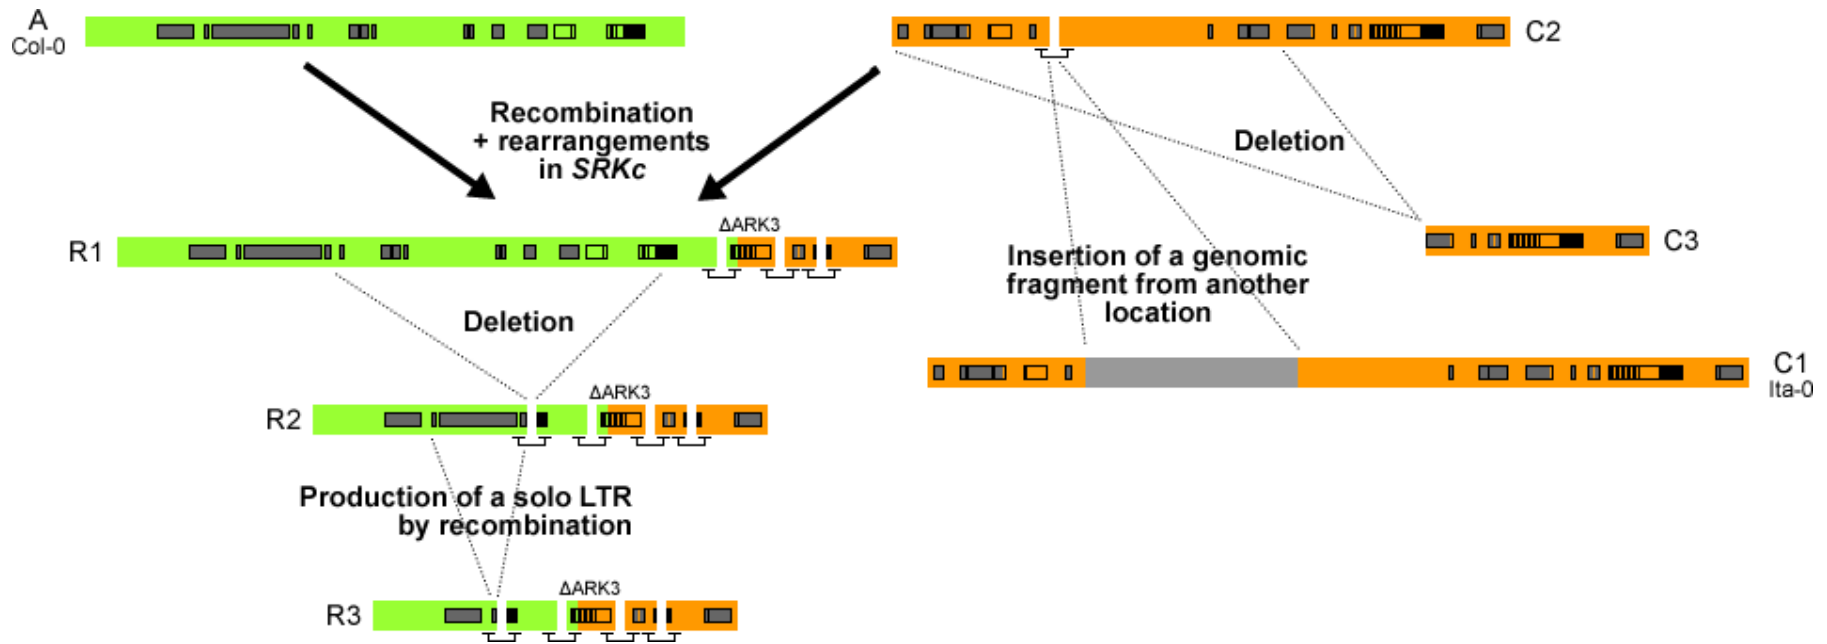 A
Col-0
C2
Recombination
+ rearrangements
in SRKc
Deletion
ΔARK3
R1
C3
Insertion of a genomic
fragment from another
location
Deletion
C1
Ita-0
ΔARK3
R2
Production of a solo LTR
by recombination
ΔARK3
R3